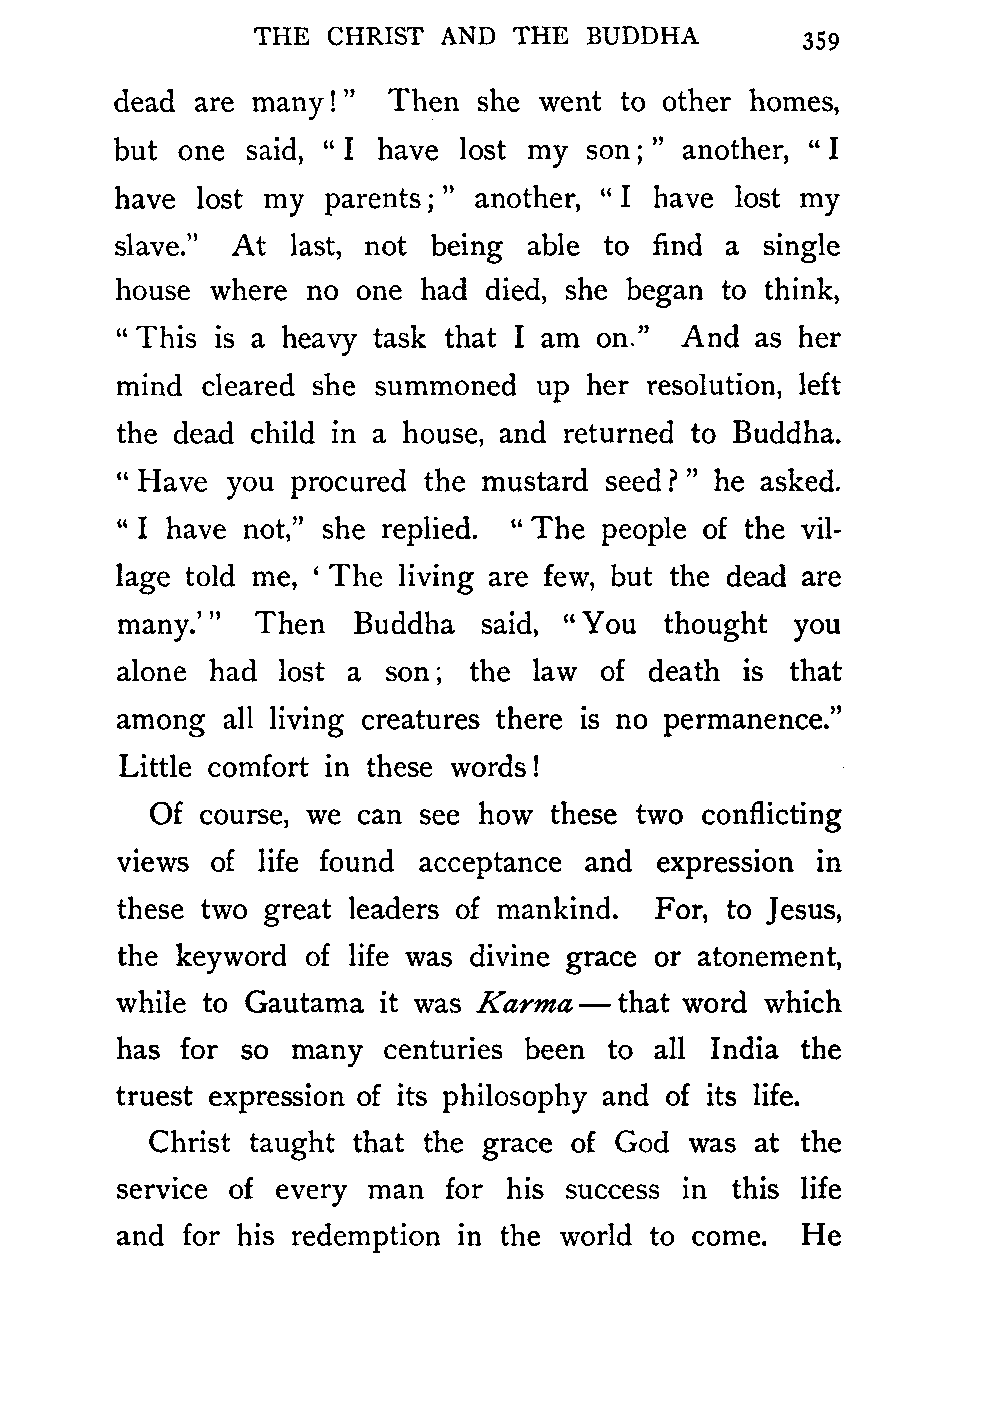 THE CHRIST AND THE BUDDHA 359
dead are many!” Then she went to other homes,
but one said, “I have lost my son;” another, “I
have lost my parents;” another, “I have lost my
slave.” At last, not being able to find a single
house where no one had died, she began to think,
“This is a heavy task that I am on.” And as her
mind cleared she summoned up her resolution, left
the dead child in a house, and returned to Buddha.
“Have you procured the mustard seed?” he asked.
“I have not,” she replied. “The people of the vil-
lage told me, ‘The living are few, but the dead are
many.’” Then Buddha said, “You thought you
alone had lost a son; the law of death is that
among all living creatures there is no permanence.”
Little comfort in these words!
Of course, we can see how these two conflicting
views of life found acceptance and expression in
these two great leaders of mankind. For, to Jesus,
the keyword of life was divine grace or atonement,
while to Gautama it was Karma—that word which
has for so many centuries been to all India the
truest expression of its philosophy and of its life.
Christ taught that the grace of God was at the
service of every man for his success in this life
and for his redemption in the world to come. He